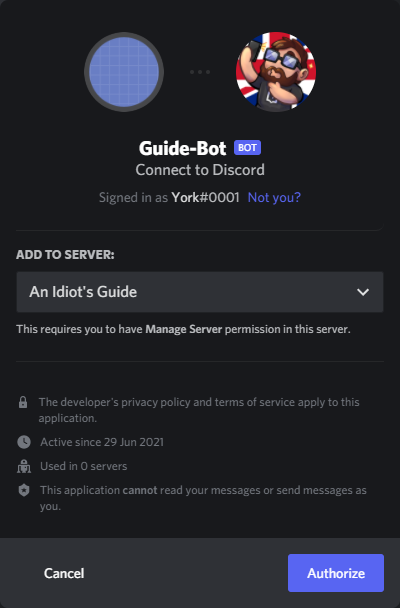 Guide-Bot BOT
Connect to Discord
Signed in as York#0001 Not you?
ADD TO SERVER:
An Idiot's Guide
This requires you to have Manage Server permission in this server.
The developer's privacy policy and terms of service apply to this
application.
Active since 29 Jun 2021
Used in 0 servers
This application cannot read your messages or send messages as
you.
Cancel
Authorize